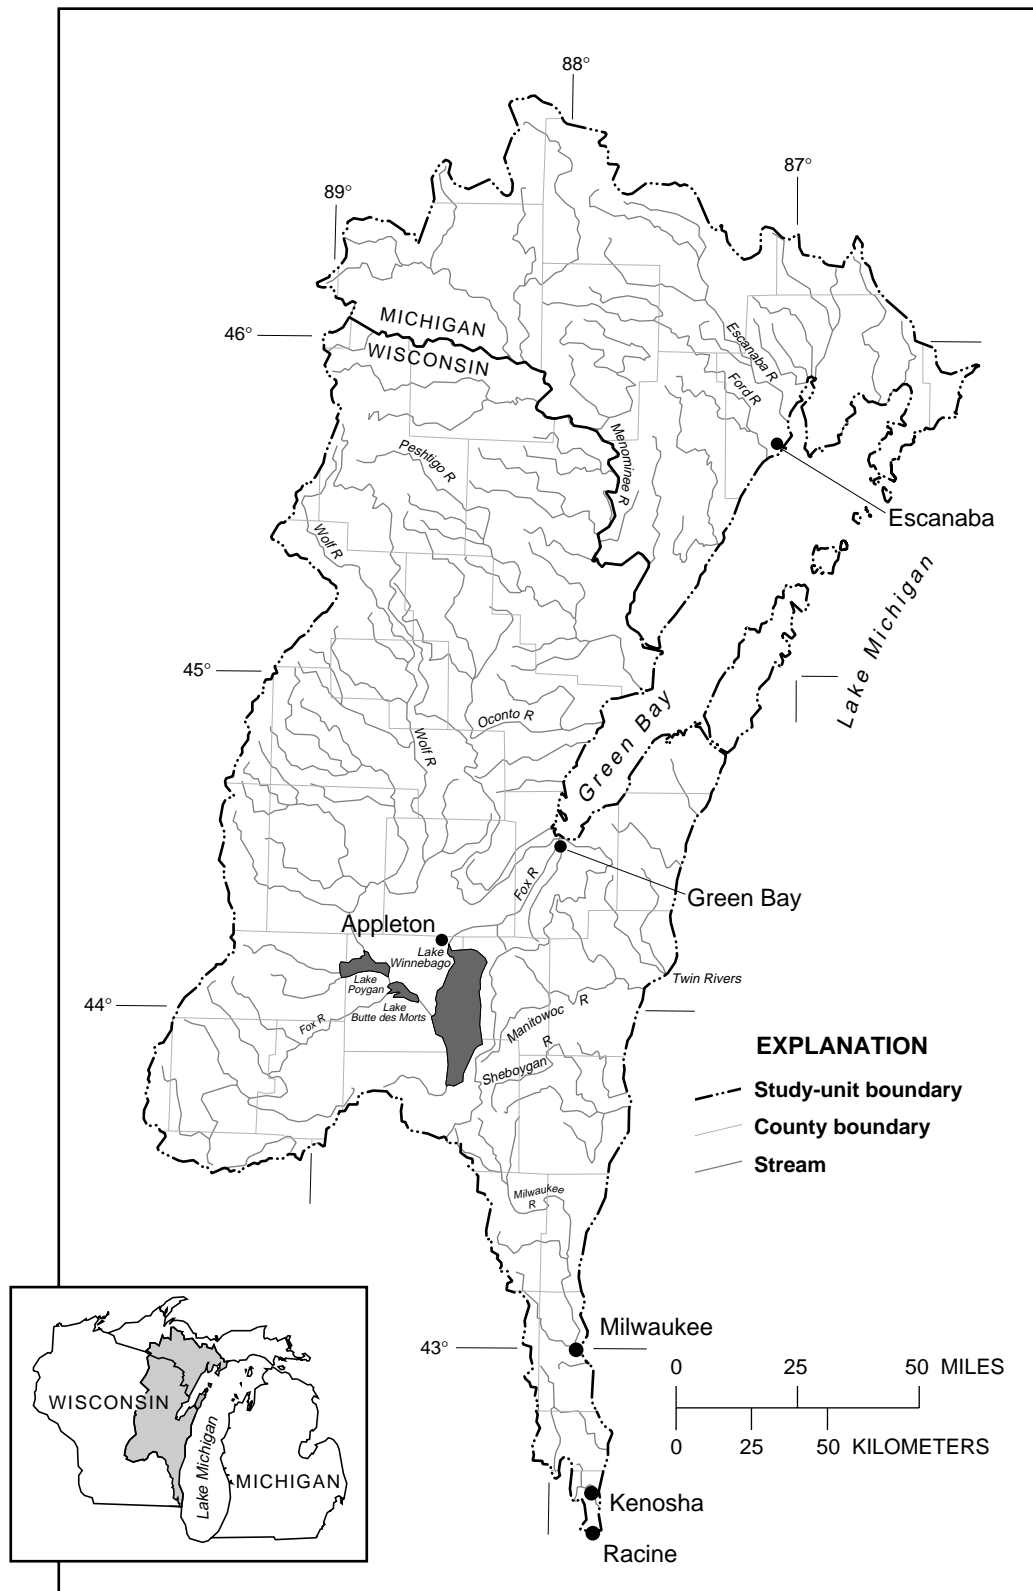 88°
87°
89°
MICHIGAN
46°
WISCONSIN
Escanaba R
Ford R
Menominee R
Peshtigo R
Escanaba
Wolf R
Lake Michigan
45°
Green Bay
Oconto R
Wolf R
Fox R
Green Bay
Appleton
Lake
Winnebago
Lake
Poygan
Twin Rivers
44°
Lake
Butte des Morts
Fox R
Manitowoc R
Sheboygan R
EXPLANATION
Study-unit boundary
County boundary
Stream
Milwaukee
R
Milwaukee
43°
0 25 50 MILES
0 25 50 KILOMETERS
Kenosha
Racine
WISCONSIN
Lake Michigan
MICHIGAN